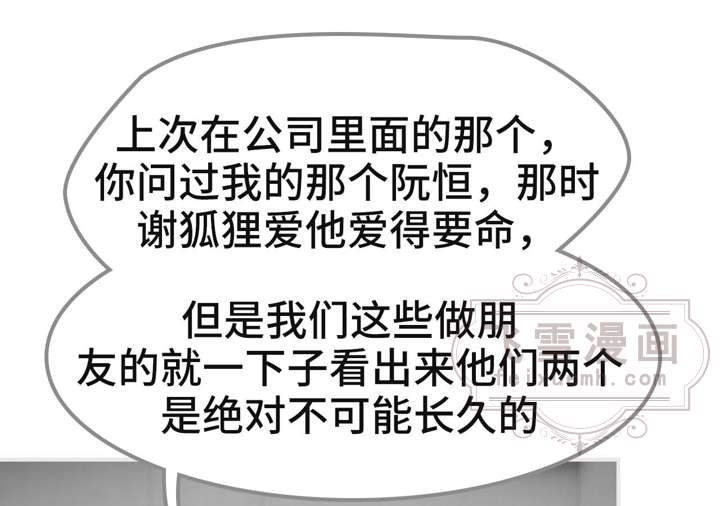 上次在公司里面的那个，
你问过我的那个阮恒，那时
谢狐狸爱他爱得要命，
但是我们这些做朋
友的就一下子看出来他们两个
是绝对不可能长久的
飞雪漫画
feixuemh.com